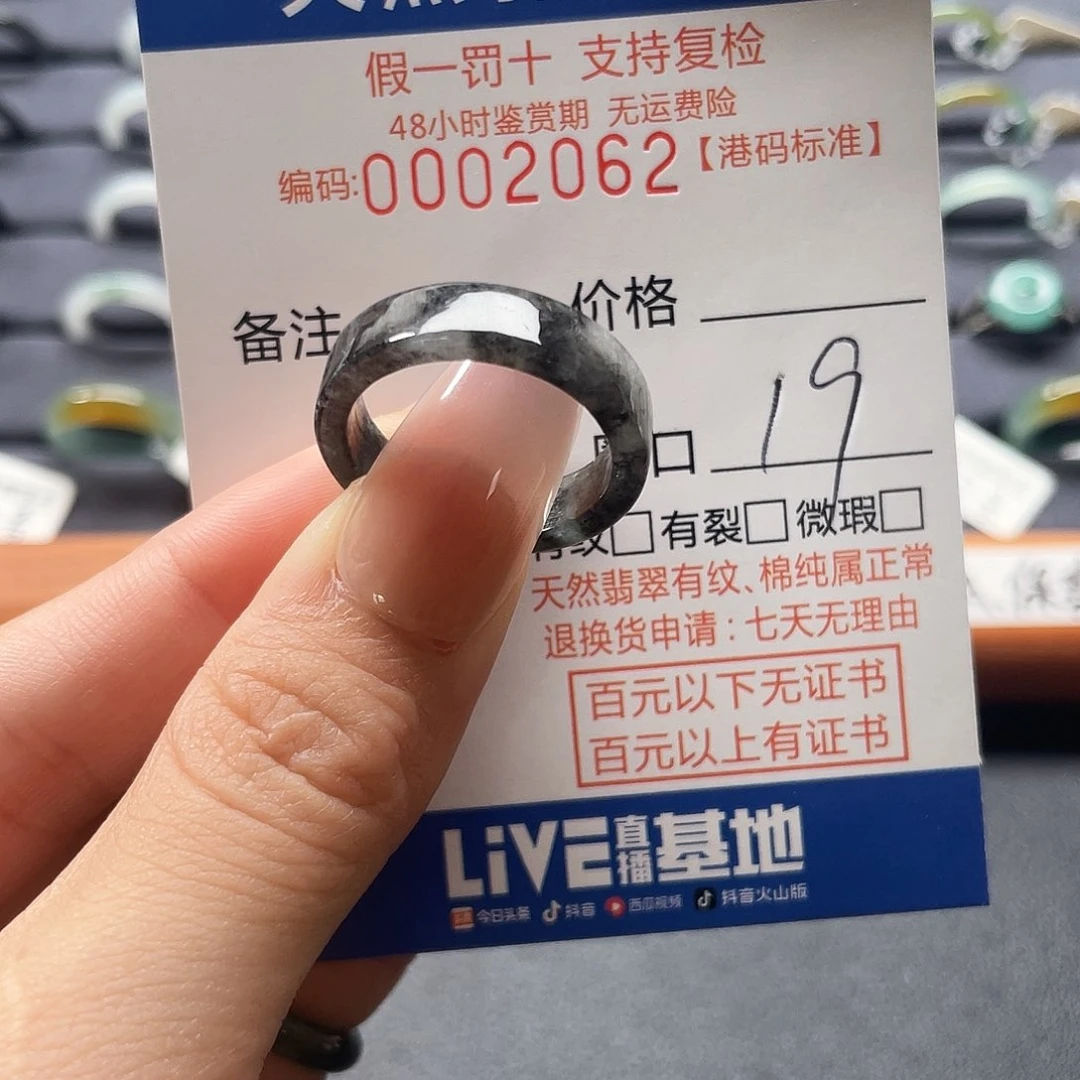 假一罚十 支持复检
48小时鉴赏期 无运费险
编码:0002062【港码标准】
备注
价格
19
口
有裂□ 微瑕□
天然翡翠有纹、棉纯属正常
退换货申请:七天无理由
百元以下无证书
百元以上有证书
LiVE直播基地
今日头条 抖音 西瓜视频 抖音火山版